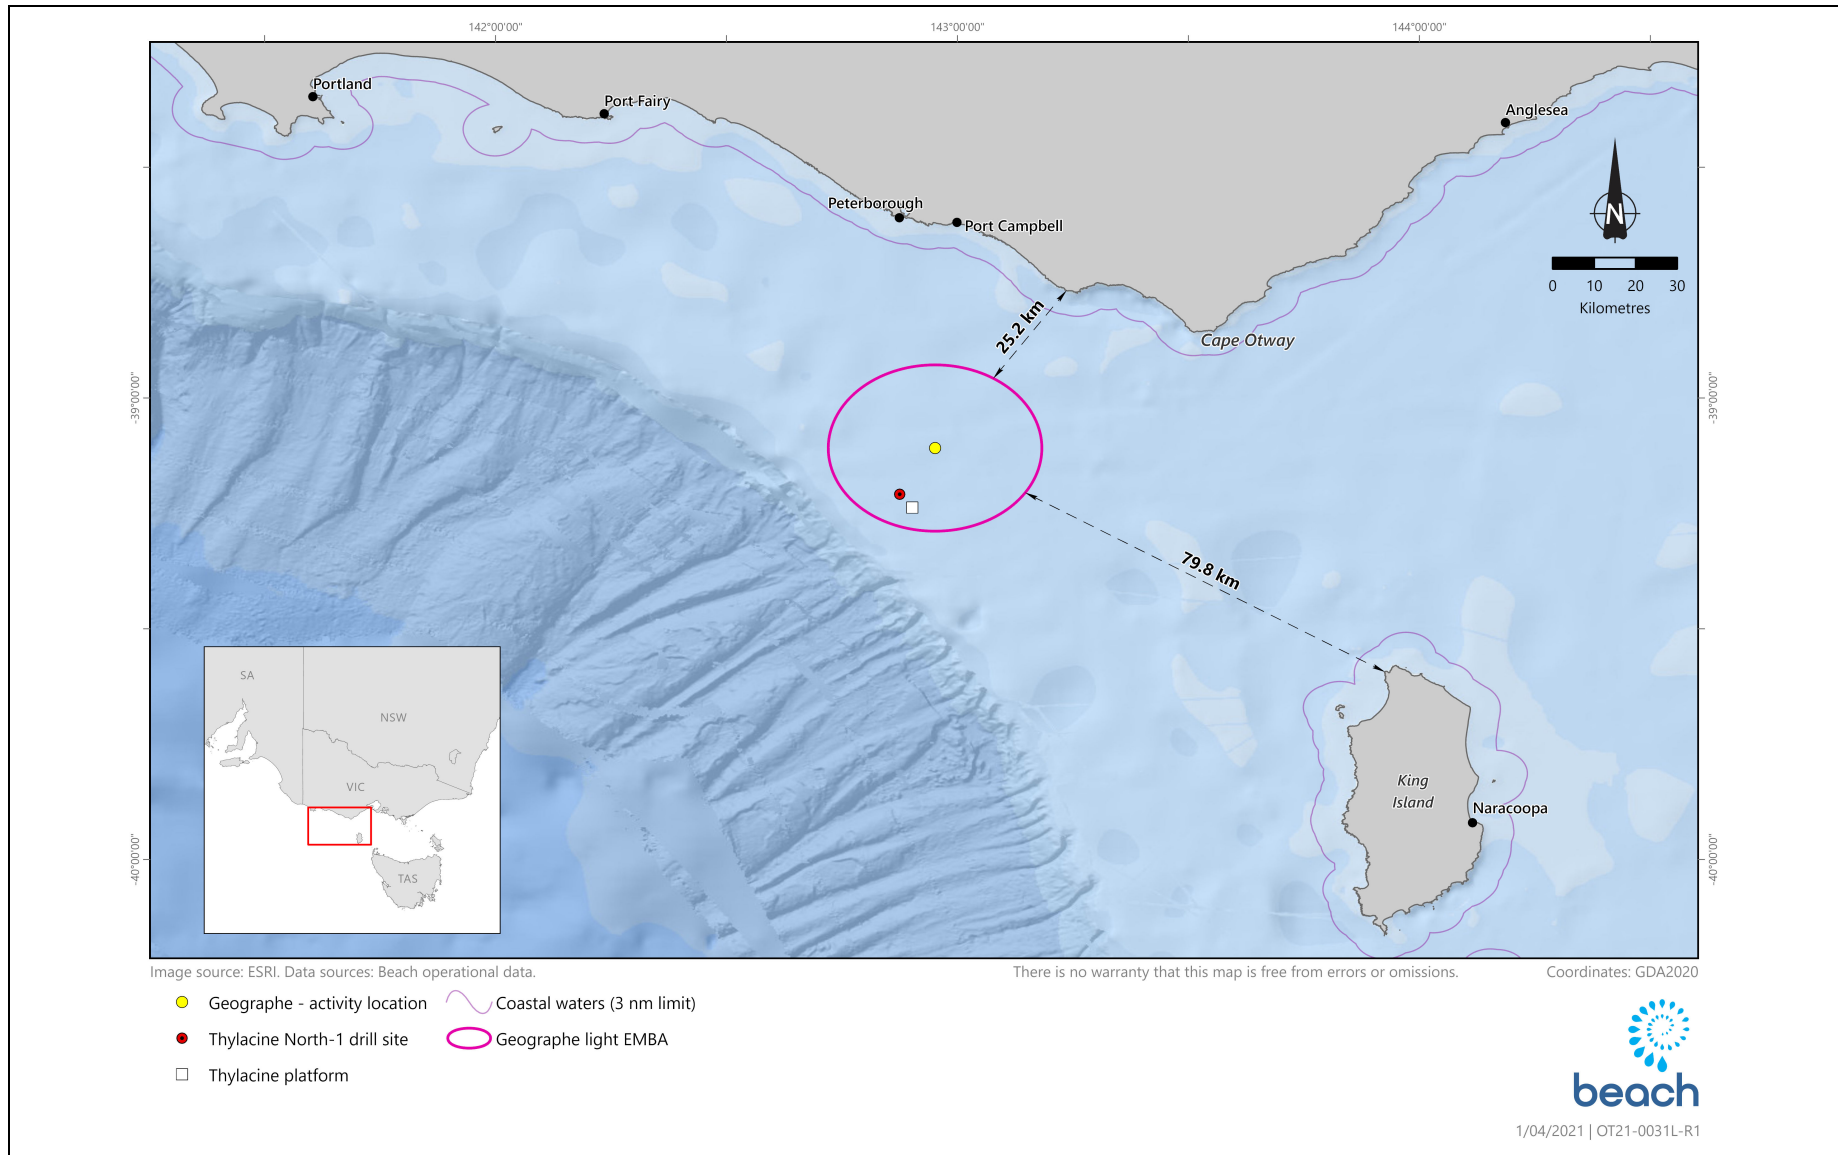 142°00'00" 143°00'00" 144°00'00"
Portland
Port Fairy
Anglesea
Peterborough
Port Campbell
N
0 10 20 30
Kilometres
25.2 km
Cape Otway
-39°00'00" -39°00'00"
79.8 km
SA
NSW
VIC
TAS
King
Island
Naracoopa
-40°00'00" -40°00'00"
Image source: ESRI. Data sources: Beach operational data. There is no warranty that this map is free from errors or omissions. Coordinates: GDA2020
Geographe - activity location Coastal waters (3 nm limit)
Thylacine North-1 drill site Geographe light EMBA
Thylacine platform
beach
1/04/2021 | OT21-0031L-R1